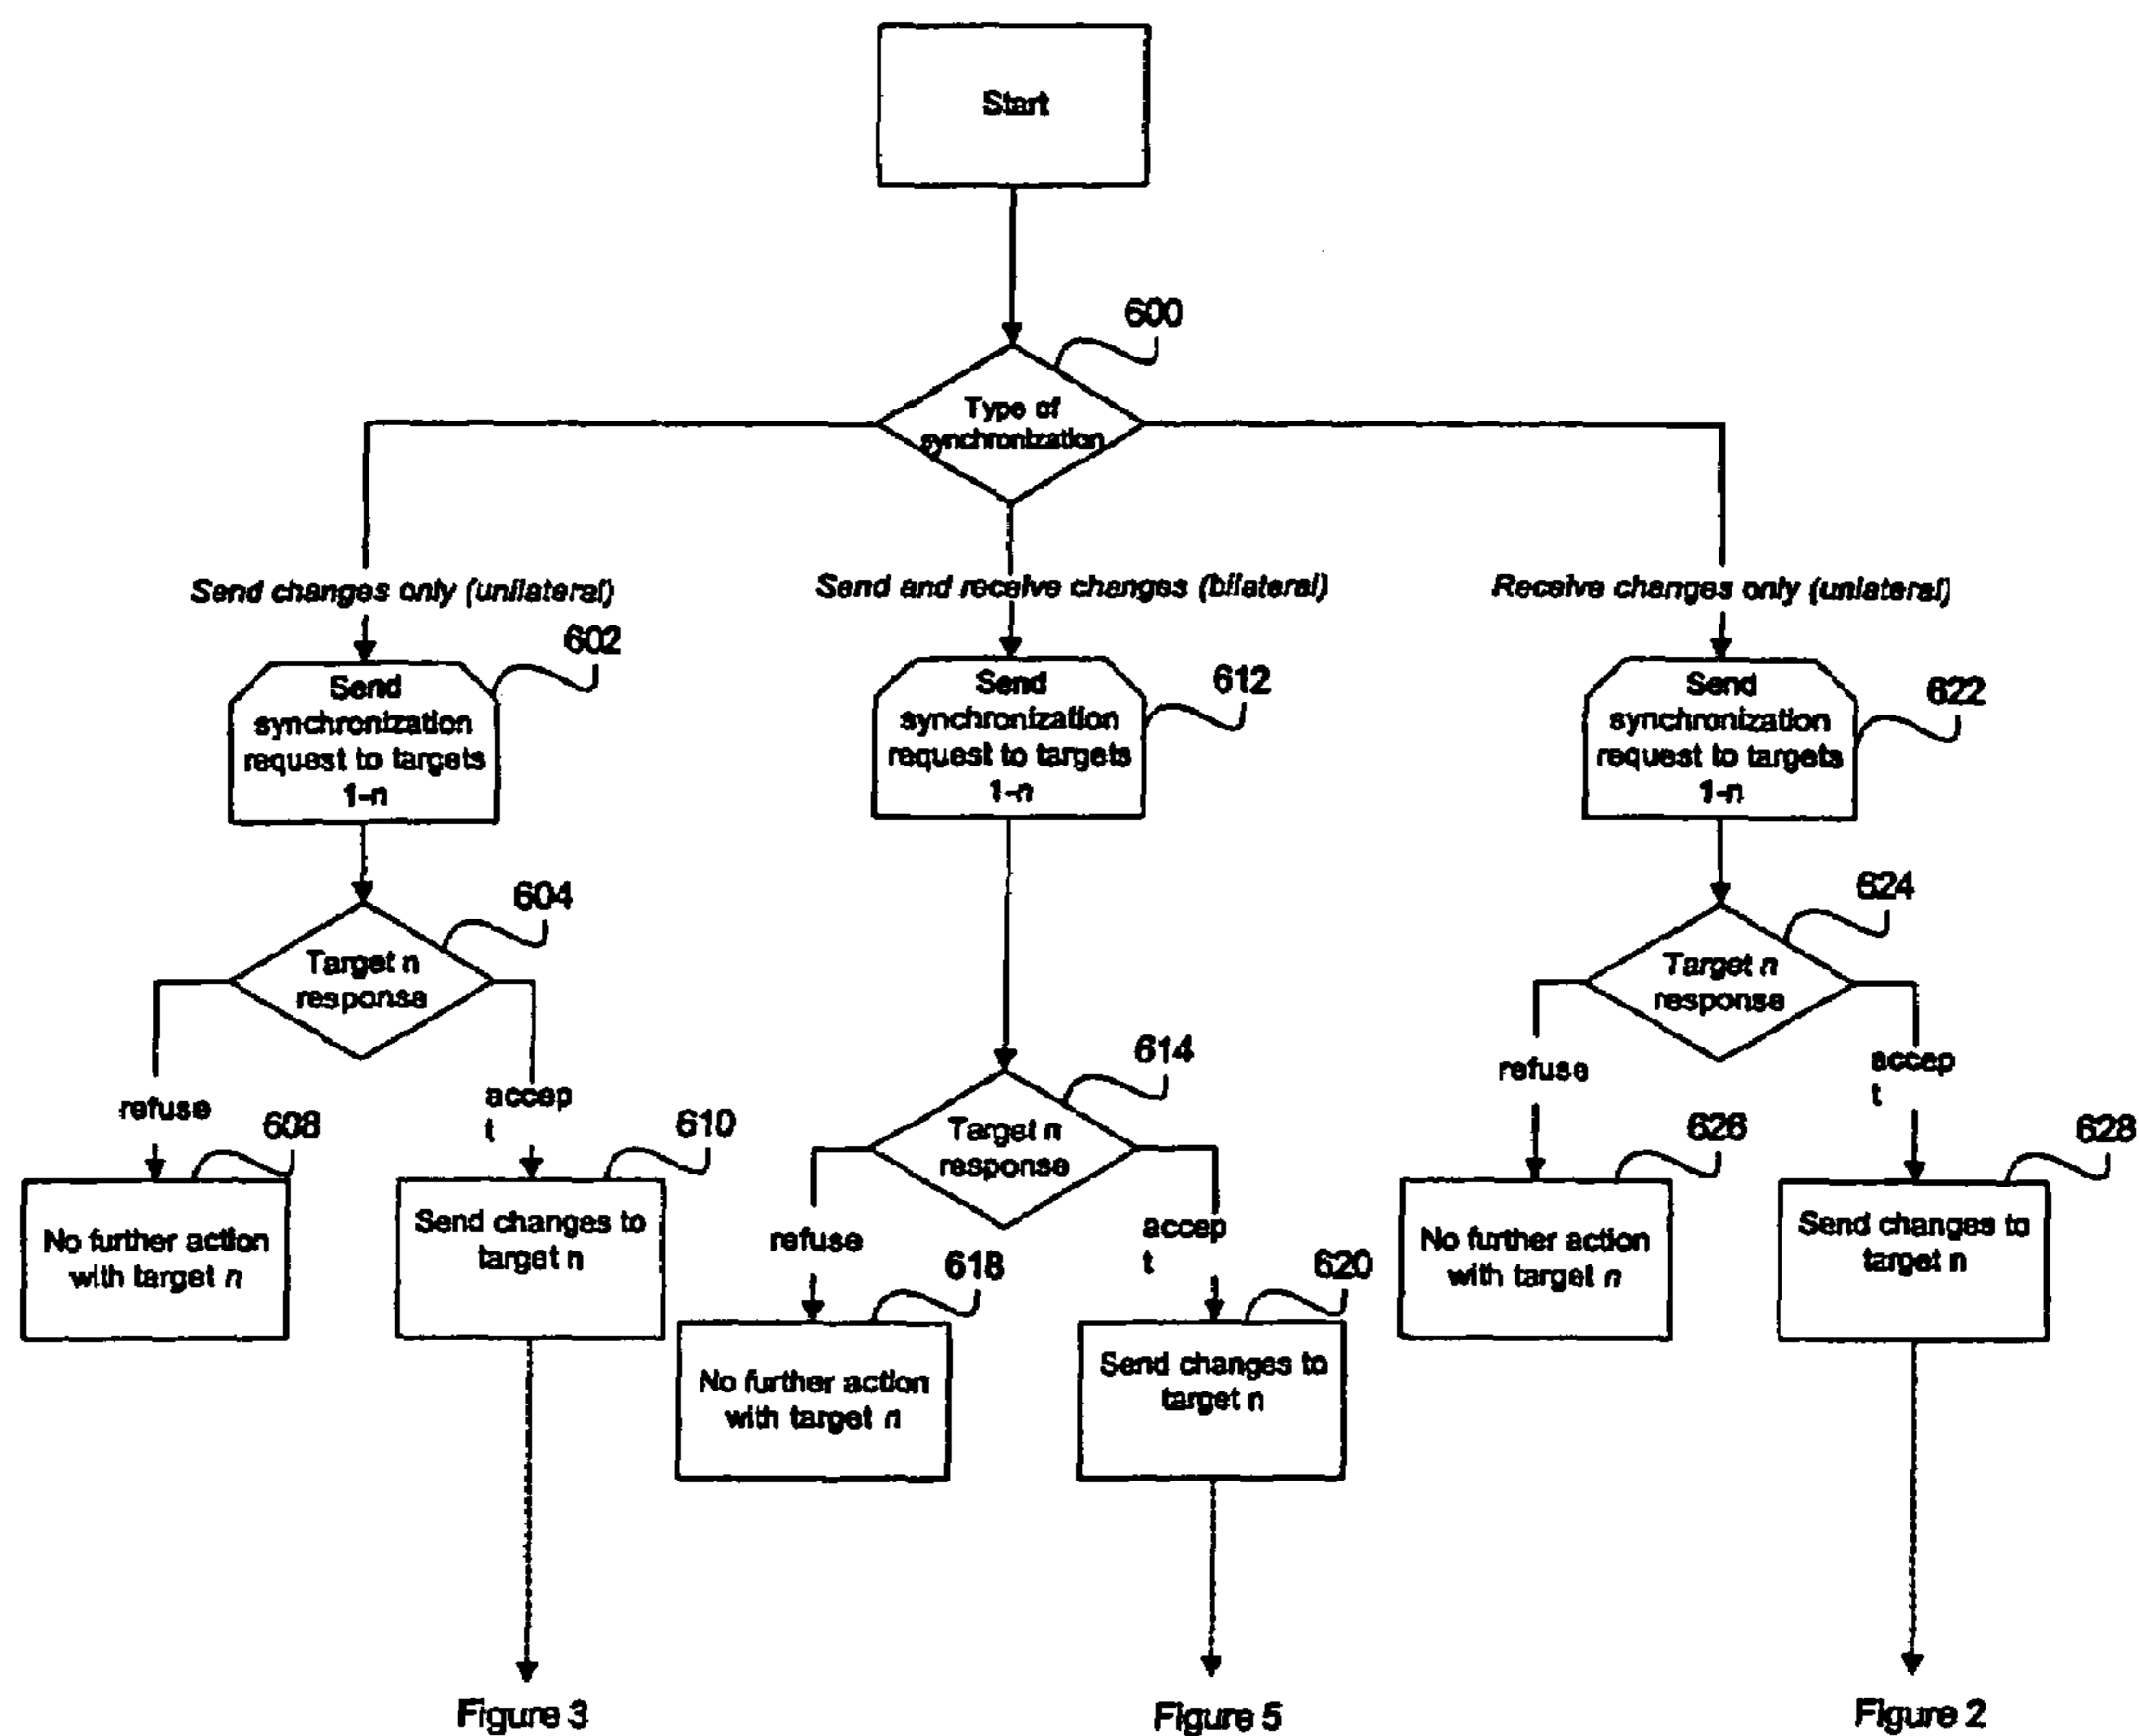 Start
600
Type of
synchronization
Send changes only (unilateral)
Send and receive changes (bilateral)
Receive changes only (unlateral)
602
Send
synchronization
request to targets
1-n
612
Send
synchronization
request to targets
1-n
622
Send
synchronization
request to targets
1-n
604
Target n
response
refuse
accep
t
608
No further action
with target n
610
Send changes to
target n
614
Target n
response
refuse
accep
t
618
No further action
with target n
620
Send changes to
target n
624
Target n
response
refuse
accep
t
626
No further action
with target n
628
Send changes to
target n
Figure 3
Figure 5
Figure 2